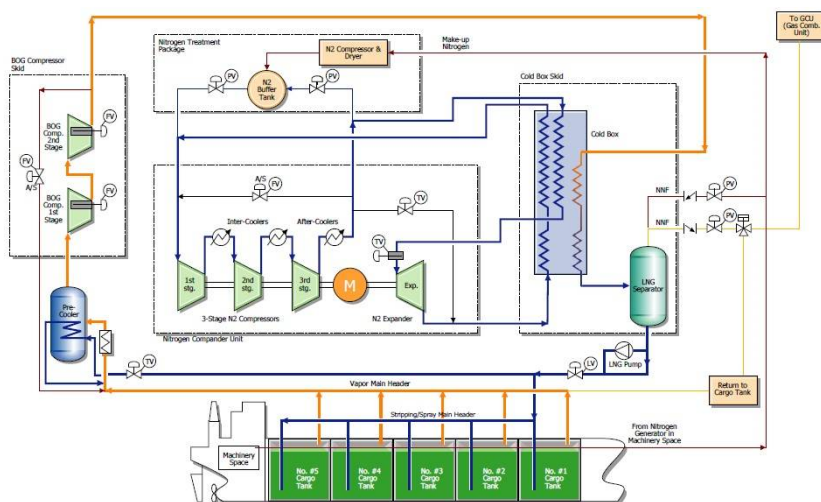 To GCU
(Gas Comb.
Unit)
BOG Compressor
Skid
Nitrogen Treatment
Package
PV
N2
Buffer
Tank
PV
N2 Compressor &
Dryer
Make-up
Nitrogen
Cold Box Skid
Cold Box
BOG
Comp.
2nd
Stage
FV
FV
A/S
BOG
Comp.
1st
Stage
FV
A/S
FV
TV
NNF
PV
NNF
PV
Inter-Coolers
After-Coolers
TV
1st
stg.
2nd
stg.
3rd
stg.
M
Exp.
3-Stage N2 Compressors
N2 Expander
Nitrogen Compander Unit
LNG
Separator
Pre-
Cooler
TV
LV
LNG Pump
Vapor Main Header
Return to
Cargo Tank
Stripping/Spray Main Header
From Nitrogen
Generator in
Machinery Space
Machinery
Space
No. #5
Cargo
Tank
No. #4
Cargo
Tank
No. #3
Cargo
Tank
No. #2
Cargo
Tank
No. #1
Cargo
Tank